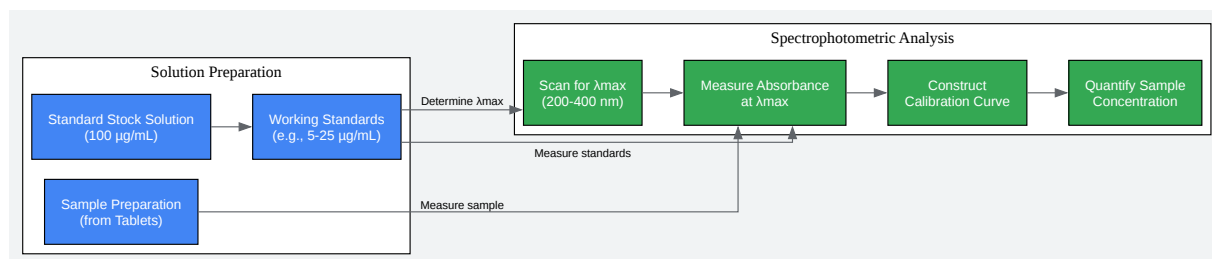 Spectrophotometric Analysis
Scan for λmax
(200-400 nm)
Measure Absorbance
at λmax
Construct
Calibration Curve
Quantify Sample
Concentration
Solution Preparation
Standard Stock Solution
(100 µg/mL)
Working Standards
(e.g., 5-25 µg/mL)
Determine λmax
Measure standards
Sample Preparation
(from Tablets)
Measure sample